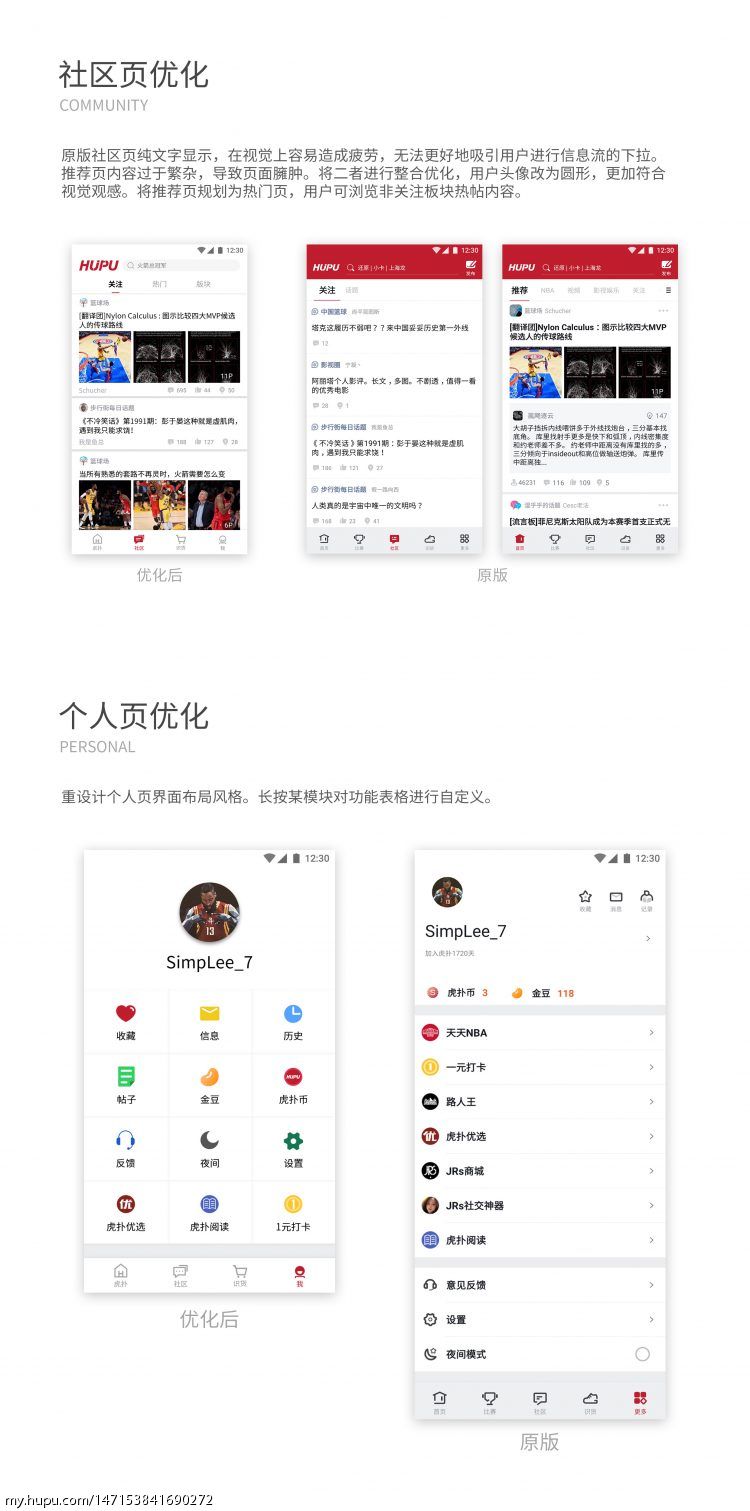 社区页优化
COMMUNITY
原版社区页纯文字显示，在视觉上容易造成疲劳，无法更好地吸引用户进行信息流的下拉。
推荐页内容过于繁杂，导致页面臃肿。将二者进行整合优化，用户头像改为圆形，更加符合
视觉观感。将推荐页规划为热门页，用户可浏览非关注板块热帖内容。
12:30
HUPU 火箭总冠军
关注 热门 版块
篮球场
[翻译团]Nylon Calculus : 图示比较四大MVP候选
人的传球路线
11P
Schucher 695 44 50
步行街每日话题
《不冷笑话》第1991期：彭于晏这种就是虚肌肉，
遇到我只能求饶！
我是鱼总 188 127 28
篮球场
当所有熟悉的套路不再灵时，火箭需要怎么变
6P
虎扑 社区 识货 我
优化后
12:30
HUPU 还原 | 小卡 | 上海龙 发布
关注 话题
中国篮球
塔克这履历不弱吧？？来中国妥妥历史第一外线
12
影视圈
阿丽塔个人影评。长文，多图。不剧透，值得一看
的优秀电影
28 1
步行街每日话题 我是鱼总
《 不冷笑话 》第1991期：彭于晏这种就是虚肌
肉，遇到我只能求饶！
186 121 27
步行街每日话题 假一路向西
人类真的是宇宙中唯一的文明吗？
168 23 41
首页 比赛 社区 识货 更多
12:30
HUPU 还原 | 小卡 | 上海龙 发布
推荐 NBA 视频 影视娱乐 关注
篮球场 Schucher
[翻译团]Nylon Calculus：图示比较四大MVP
候选人的传球路线
11P
147
大胡子挡拆内线喂饼多于外线找炮台，三分基本找
底角。 库里找射手更多是快下和弧顶，内线密集度
和约老师差不多。 约老师中距离没有库里找的多，
三分倾向于insideout和高位做轴送炮弹。 库里传
中距离独...
46231 116 109 5
湿乎乎的话题 Cesc老法
[流言板]菲尼克斯太阳队成为本赛季首支正式无
首页 比赛 社区 识货 更多
原版
个人页优化
PERSONAL
重设计个人页界面布局风格。长按某模块对功能表格进行自定义。
12:30
SimpLee_7
收藏 信息 历史
帖子 金豆 虎扑币
反馈 夜间 设置
虎扑优选 虎扑阅读 1元打卡
虎扑 社区 识货 我
优化后
12:30
收藏 消息 记录
SimpLee_7
加入虎扑1720天
虎扑币 3 金豆 118
天天NBA
一元打卡
路人王
虎扑优选
JRs商城
JRs社交神器
虎扑阅读
意见反馈
设置
夜间模式
首页 比赛 社区 识货 更多
原版
my.hupu.com/147153841690272